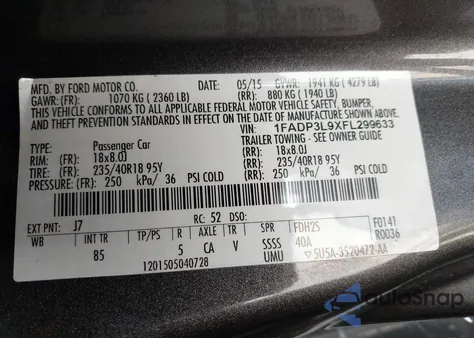 MFD. BY FORD MOTOR CO. DATE: 05/15 GVWR: 1941 KG ( 4279 LB)
GAWR: (FR) 1070 KG ( 2360 LB) (RR) 880 KG ( 1940 LB)
THIS VEHICLE CONFORMS TO ALL APPLICABLE FEDERAL MOTOR VEHICLE SAFETY, BUMPER,
AND THEFT PREVENTION STANDARDS IN EFFECT ON THE DATE OF MANUFACTURE SHOWN ABOVE.
VIN: 1FADP3L9XFL299633
TYPE: Passenger Car TRAILER TOWING - SEE OWNER GUIDE
RIM: (FR) 18x8.0J (RR) 18x8.0J
TIRE: 235/40R18 95Y 235/40R18 95Y
PRESSURE: (FR) 250 kPa/ 36 PSI COLD (RR) 250 kPa/ 36 PSI COLD
EXT PNT: J7 RC: 52 DSO: F0141
WB INT TR TP/PS R AXLE TR SPR FDH2S R0036
85 5 CA V SSSS 40A
1201505040728 UMU ▽5U5A-3520472-AA
autoSnap